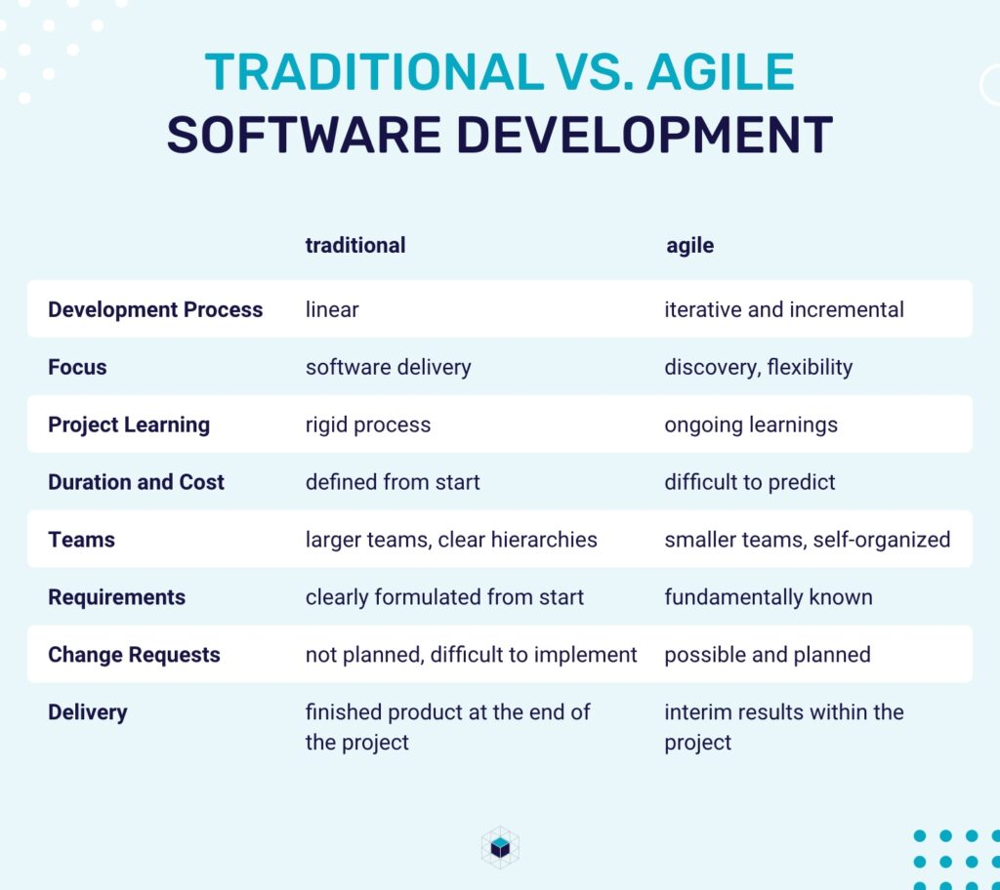 TRADITIONAL VS. AGILE
SOFTWARE DEVELOPMENT
traditional agile
Development Process linear iterative and incremental
Focus software delivery discovery, flexibility
Project Learning rigid process ongoing learnings
Duration and Cost defined from start difficult to predict
Teams larger teams, clear hierarchies smaller teams, self-organized
Requirements clearly formulated from start fundamentally known
Change Requests not planned, difficult to implement possible and planned
Delivery finished product at the end of interim results within the
the project project